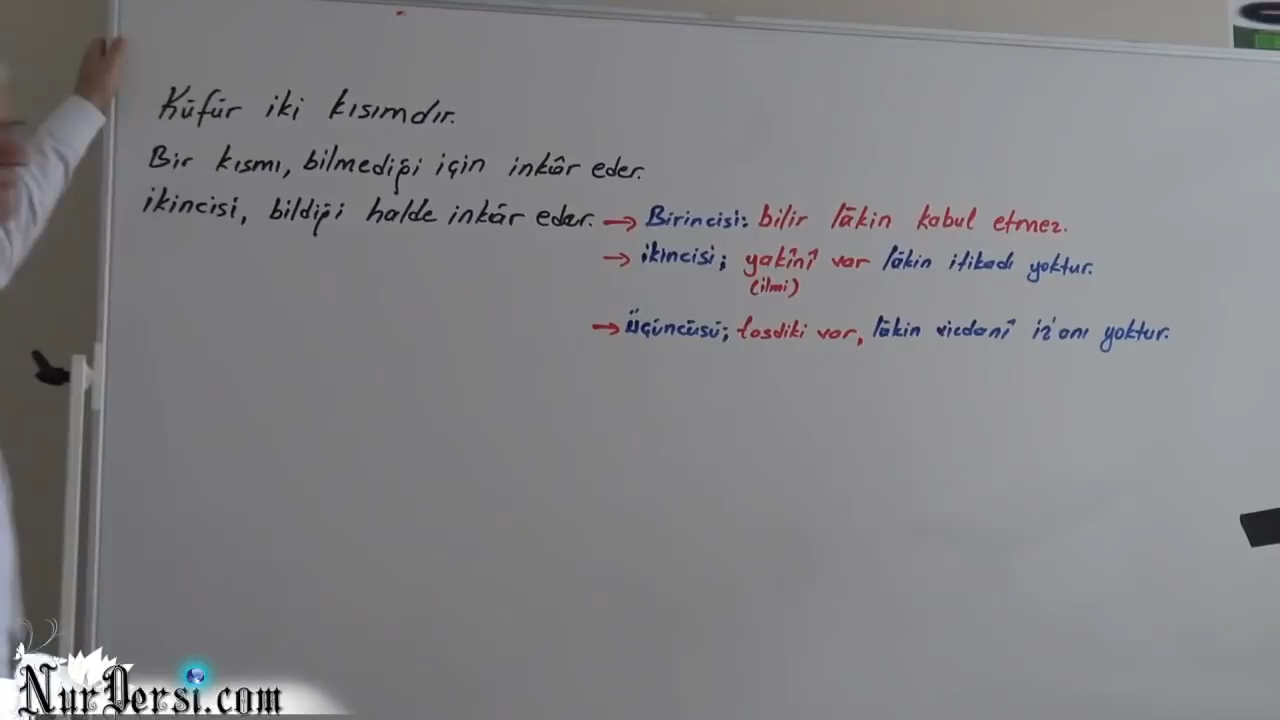 Küfür iki kısımdır.
Bir kısmı, bilmediği için inkâr eder.
ikincisi, bildiği halde inkâr eder. → Birincisi: bilir lâkin kabul etmez.
→ ikincisi; yakînî var lâkin itikadı yoktur.
(ilmi)
→ Üçüncüsü; tasdiki var, lâkin vicdanî iz'anı yoktur.
NurDersi.com